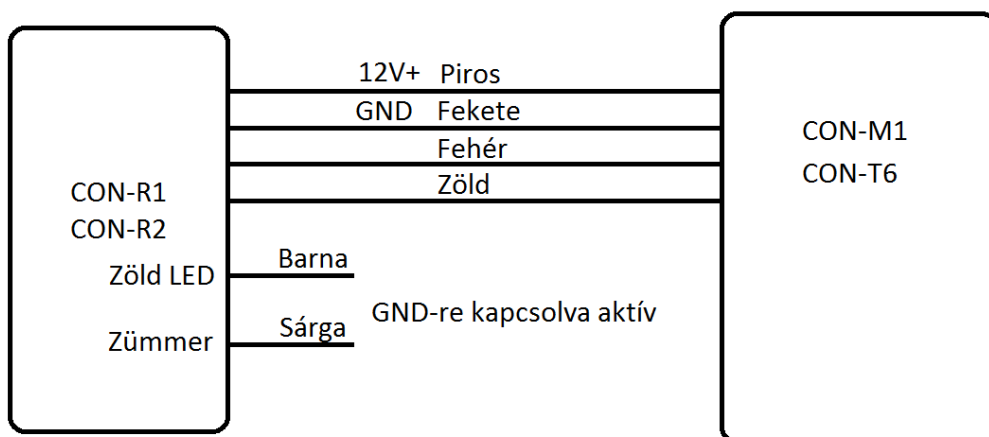 12V+ Piros
GND Fekete
Fehér
Zöld
CON-R1
CON-R2
Zöld LED
Barna
Zümmer
Sárga
GND-re kapcsolva aktív
CON-M1
CON-T6